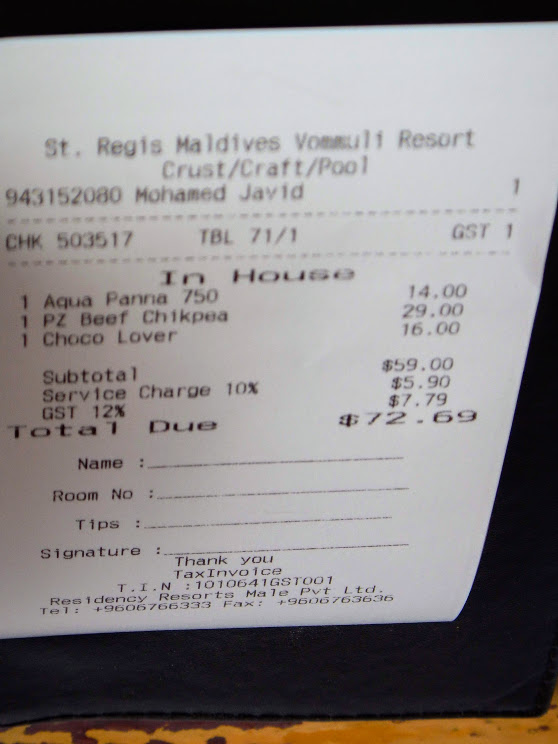 St. Regis Maldives Vommuli Resort
Crust/Craft/Pool
943152080 Mohamed Javid 1
CHK 503517 TBL 71/1 GST 1
In House
1 Aqua Panna 750 14.00
1 PZ Beef Chikpea 29.00
1 Choco Lover 16.00
Subtotal $59.00
Service Charge 10% $5.90
GST 12% $7.79
Total Due $72.69
Name :
Room No :
Tips :
Signature :
Thank you
TaxInvoice
T.I.N :1010641GST001
Residency Resorts Male Pvt Ltd.
Tel: +9606766333 Fax: +9606763636